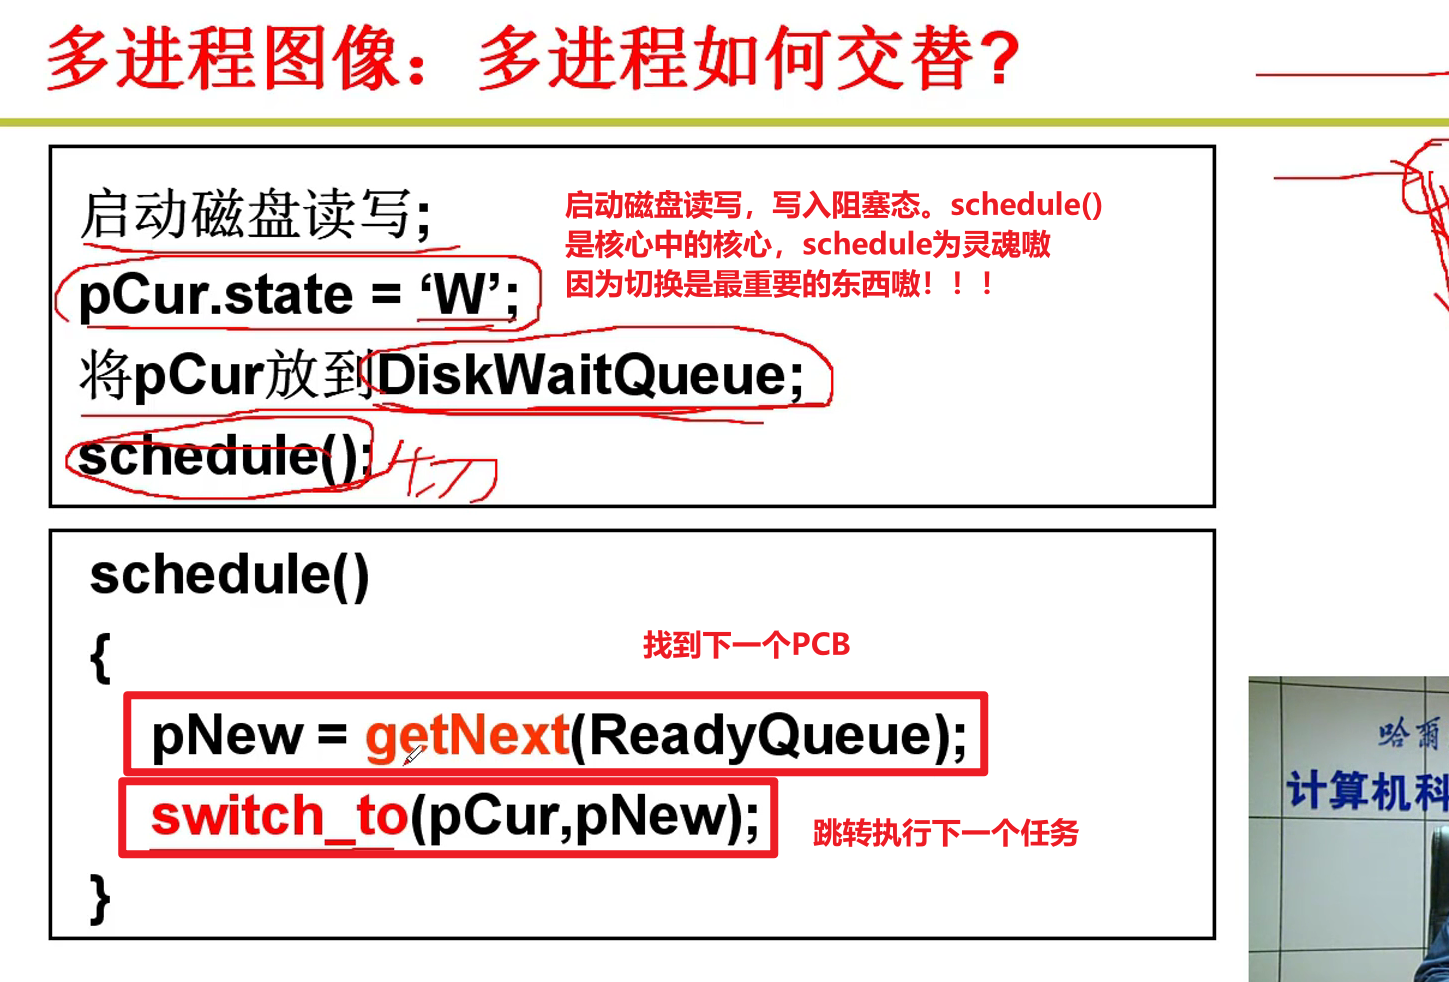 多进程图像：多进程如何交替?
启动磁盘读写;
启动磁盘读写，写入阻塞态。schedule()
是核心中的核心，schedule为灵魂嗷
因为切换是最重要的东西嗷！！！
pCur.state = ‘W’;
将pCur放到DiskWaitQueue;
schedule();
切
schedule()
{
找到下一个PCB
pNew = getNext(ReadyQueue);
switch_to(pCur,pNew);
跳转执行下一个任务
}
哈爾
计算机科